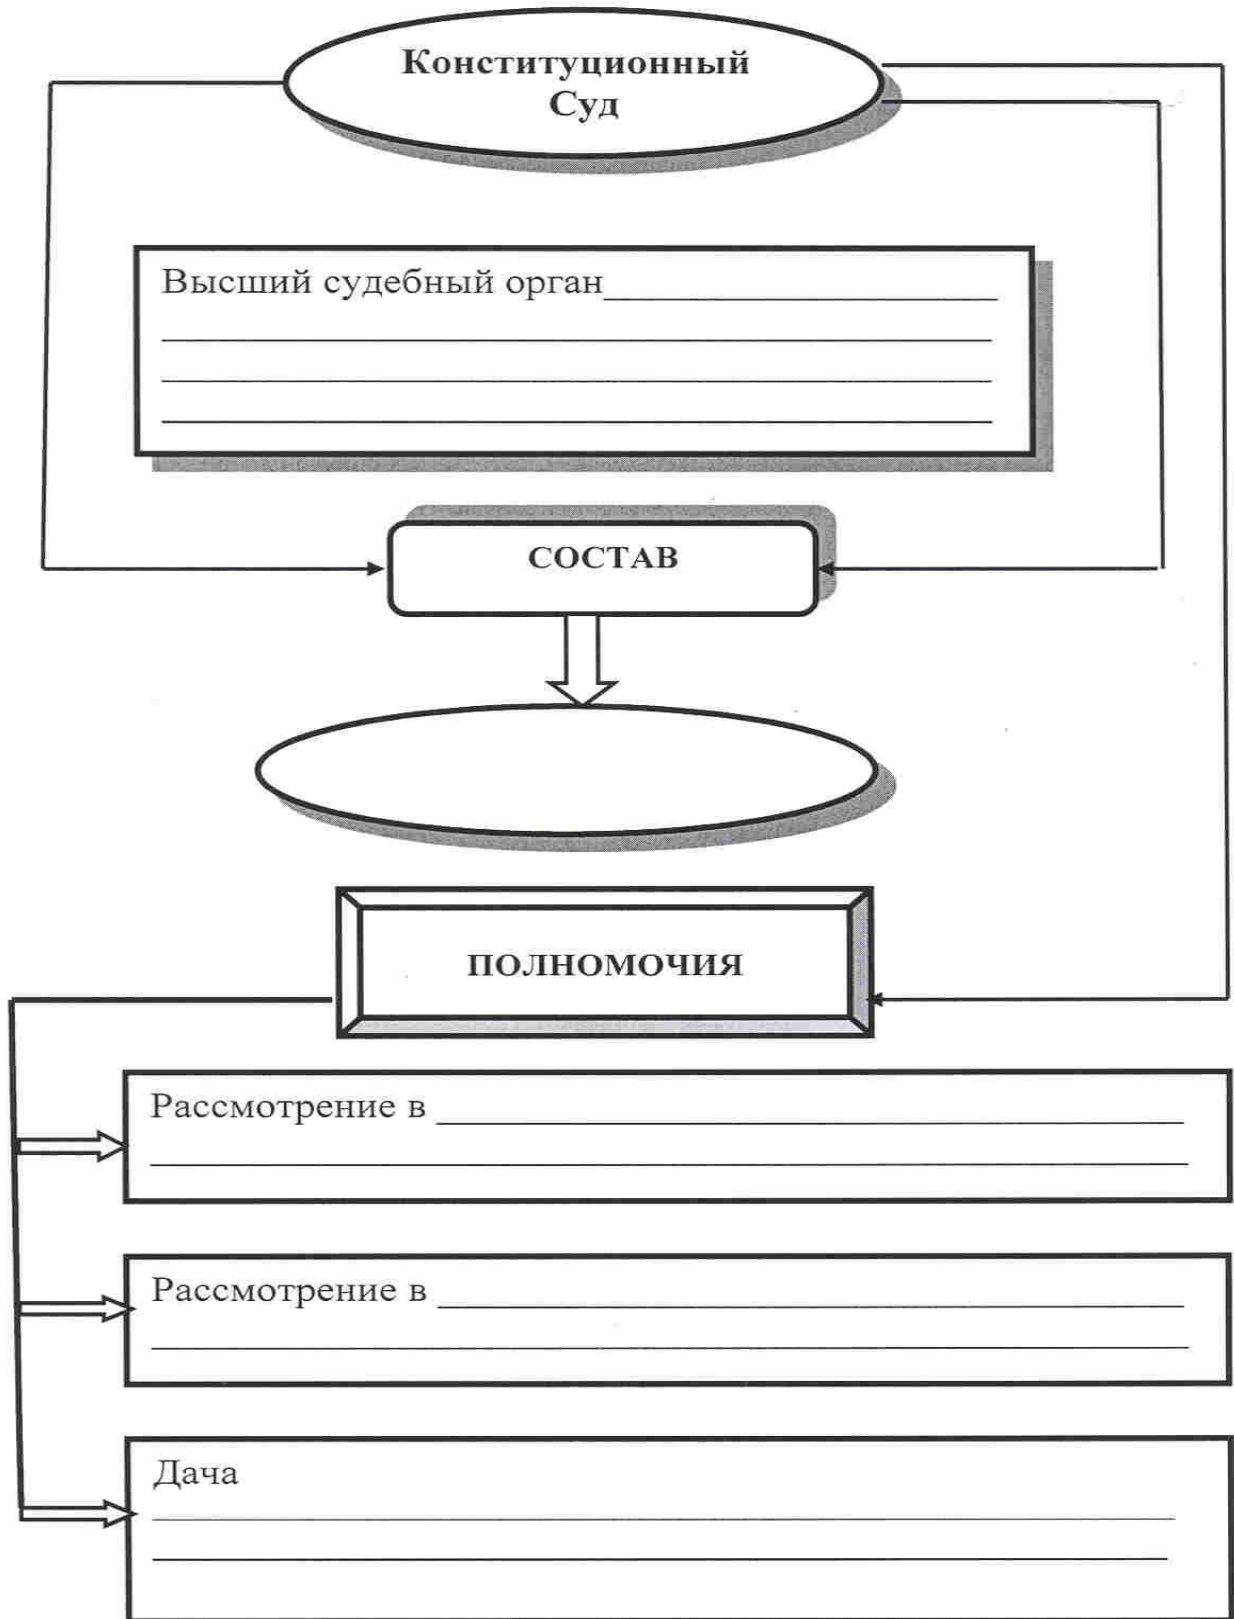 Конституционный
Суд
Высший судебный орган
СОСТАВ
ПОЛНОМОЧИЯ
Рассмотрение в
Рассмотрение в
Дача